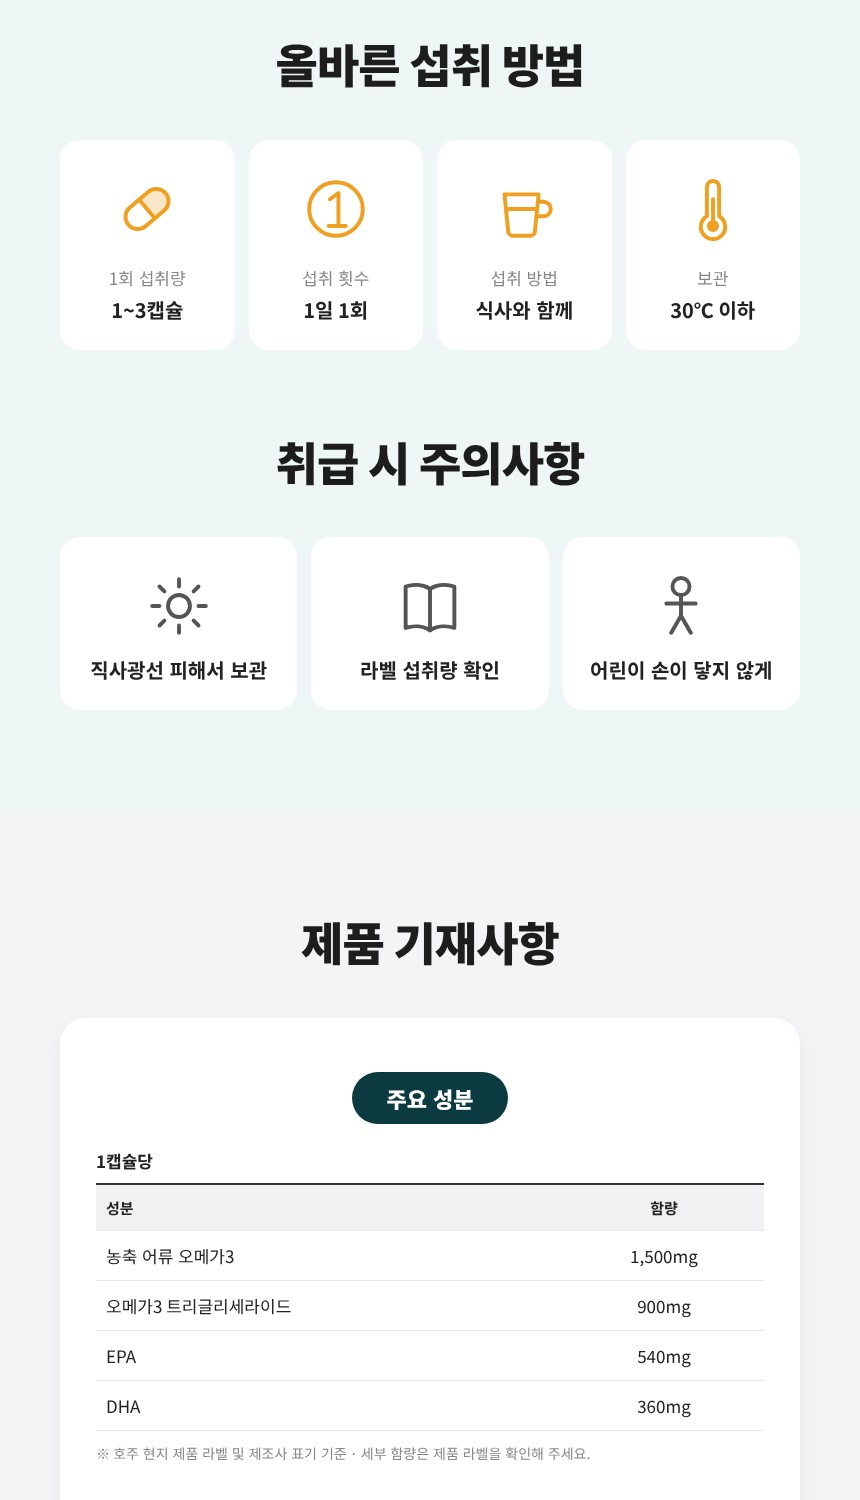 올바른 섭취 방법
1
1회 섭취량
1~3캡슐
섭취 횟수
1일 1회
섭취 방법
식사와 함께
보관
30℃ 이하
취급 시 주의사항
직사광선 피해서 보관
라벨 섭취량 확인
어린이 손이 닿지 않게
제품 기재사항
주요 성분
1캡슐당
성분 함량
농축 어류 오메가3 1,500mg
오메가3 트리글리세라이드 900mg
EPA 540mg
DHA 360mg
※ 호주 현지 제품 라벨 및 제조사 표기 기준 · 세부 함량은 제품 라벨을 확인해 주세요.